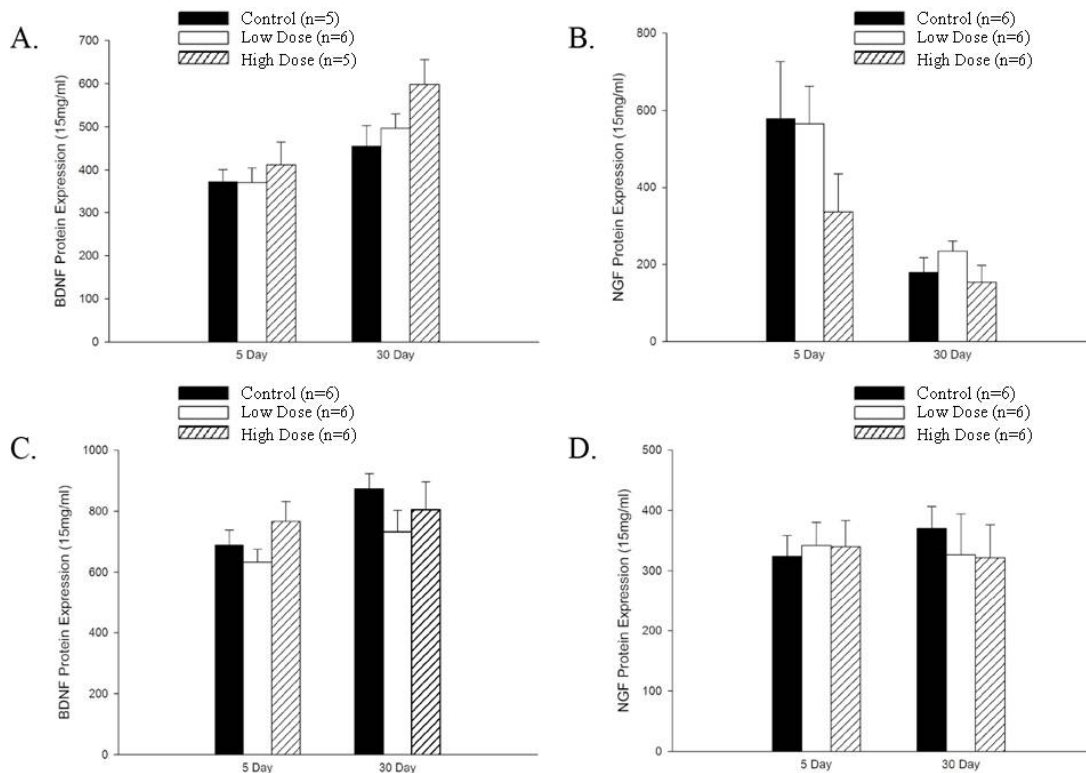 A.
Control (n=5)
Low Dose (n=6)
High Dose (n=5)
BDNF Protein Expression (15mg/ml)
700
600
500
400
300
200
100
0
5 Day
30 Day
B.
Control (n=6)
Low Dose (n=6)
High Dose (n=6)
NGF Protein Expression (15mg/ml)
800
600
400
200
0
5 Day
30 Day
C.
Control (n=6)
Low Dose (n=6)
High Dose (n=6)
BDNF Protein Expression (15mg/ml)
1000
800
600
400
200
0
5 Day
30 Day
D.
Control (n=6)
Low Dose (n=6)
High Dose (n=6)
NGF Protein Expression (15mg/ml)
500
400
300
200
100
0
5 Day
30 Day